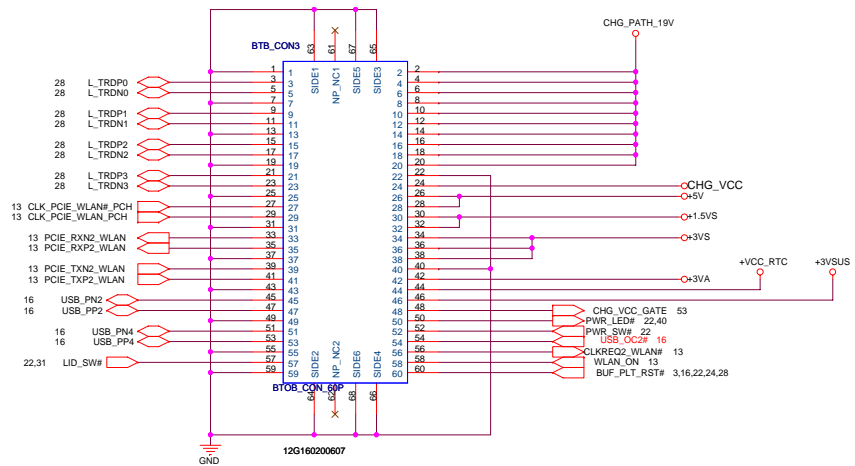 CHG_PATH_19V
BTB_CON3
63 61 67 65
SIDE1 NP_NC1 SIDE5 SIDE3
1 1 2 2
28 L_TRDP0 3 3 4 4
28 L_TRDN0 5 5 6 6
7 7 8 8
28 L_TRDP1 9 9 10 10
28 L_TRDN1 11 11 12 12
13 13 14 14
28 L_TRDP2 15 15 16 16
28 L_TRDN2 17 17 18 18
19 19 20 20
28 L_TRDP3 21 21 22 22
28 L_TRDN3 23 23 24 24 CHG_VCC
25 25 26 26 +5V
13 CLK_PCIE_WLAN#_PCH 27 27 28 28
13 CLK_PCIE_WLAN_PCH 29 29 30 30 +1.5VS
31 31 32 32
13 PCIE_RXN2_WLAN 33 33 34 34 +3VS
13 PCIE_RXP2_WLAN 35 35 36 36
37 37 38 38
13 PCIE_TXN2_WLAN 39 39 40 40 +VCC_RTC +3VSUS
13 PCIE_TXP2_WLAN 41 41 42 42 +3VA
43 43 44 44
16 USB_PN2 45 45 46 46
16 USB_PP2 47 47 48 48 CHG_VCC_GATE 53
49 49 50 50 PWR_LED# 22,40
16 USB_PN4 51 51 52 52 PWR_SW# 22
16 USB_PP4 53 53 54 54 USB_OC2# 16
55 55 56 56 CLKREQ2_WLAN# 13
22,31 LID_SW# 57 57 58 58 WLAN_ON 13
59 59 60 60 BUF_PLT_RST# 3,16,22,24,28
SIDE2 NP_NC2 SIDE6 SIDE4
BTOB_CON_60P
64 62 68 66
12G160200607
GND